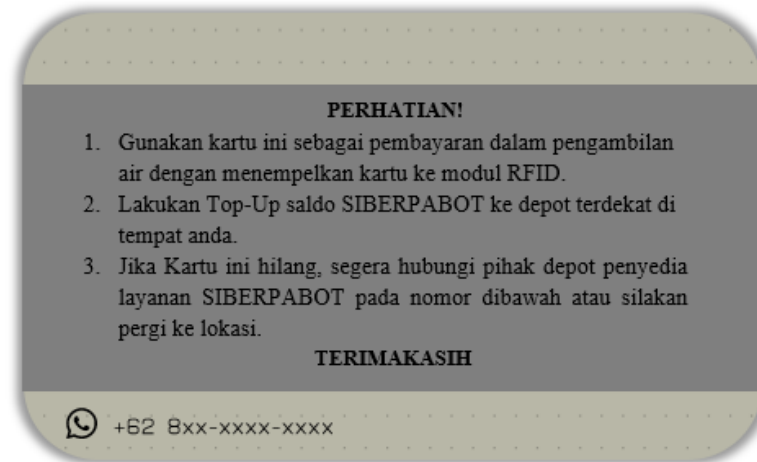 PERHATIAN!
1. Gunakan kartu ini sebagai pembayaran dalam pengambilan
air dengan menempelkan kartu ke modul RFID.
2. Lakukan Top-Up saldo SIBERPABOT ke depot terdekat di
tempat anda.
3. Jika Kartu ini hilang, segera hubungi pihak depot penyedia
layanan SIBERPABOT pada nomor dibawah atau silakan
pergi ke lokasi.
TERIMAKASIH
+62 8xx-xxxx-xxxx